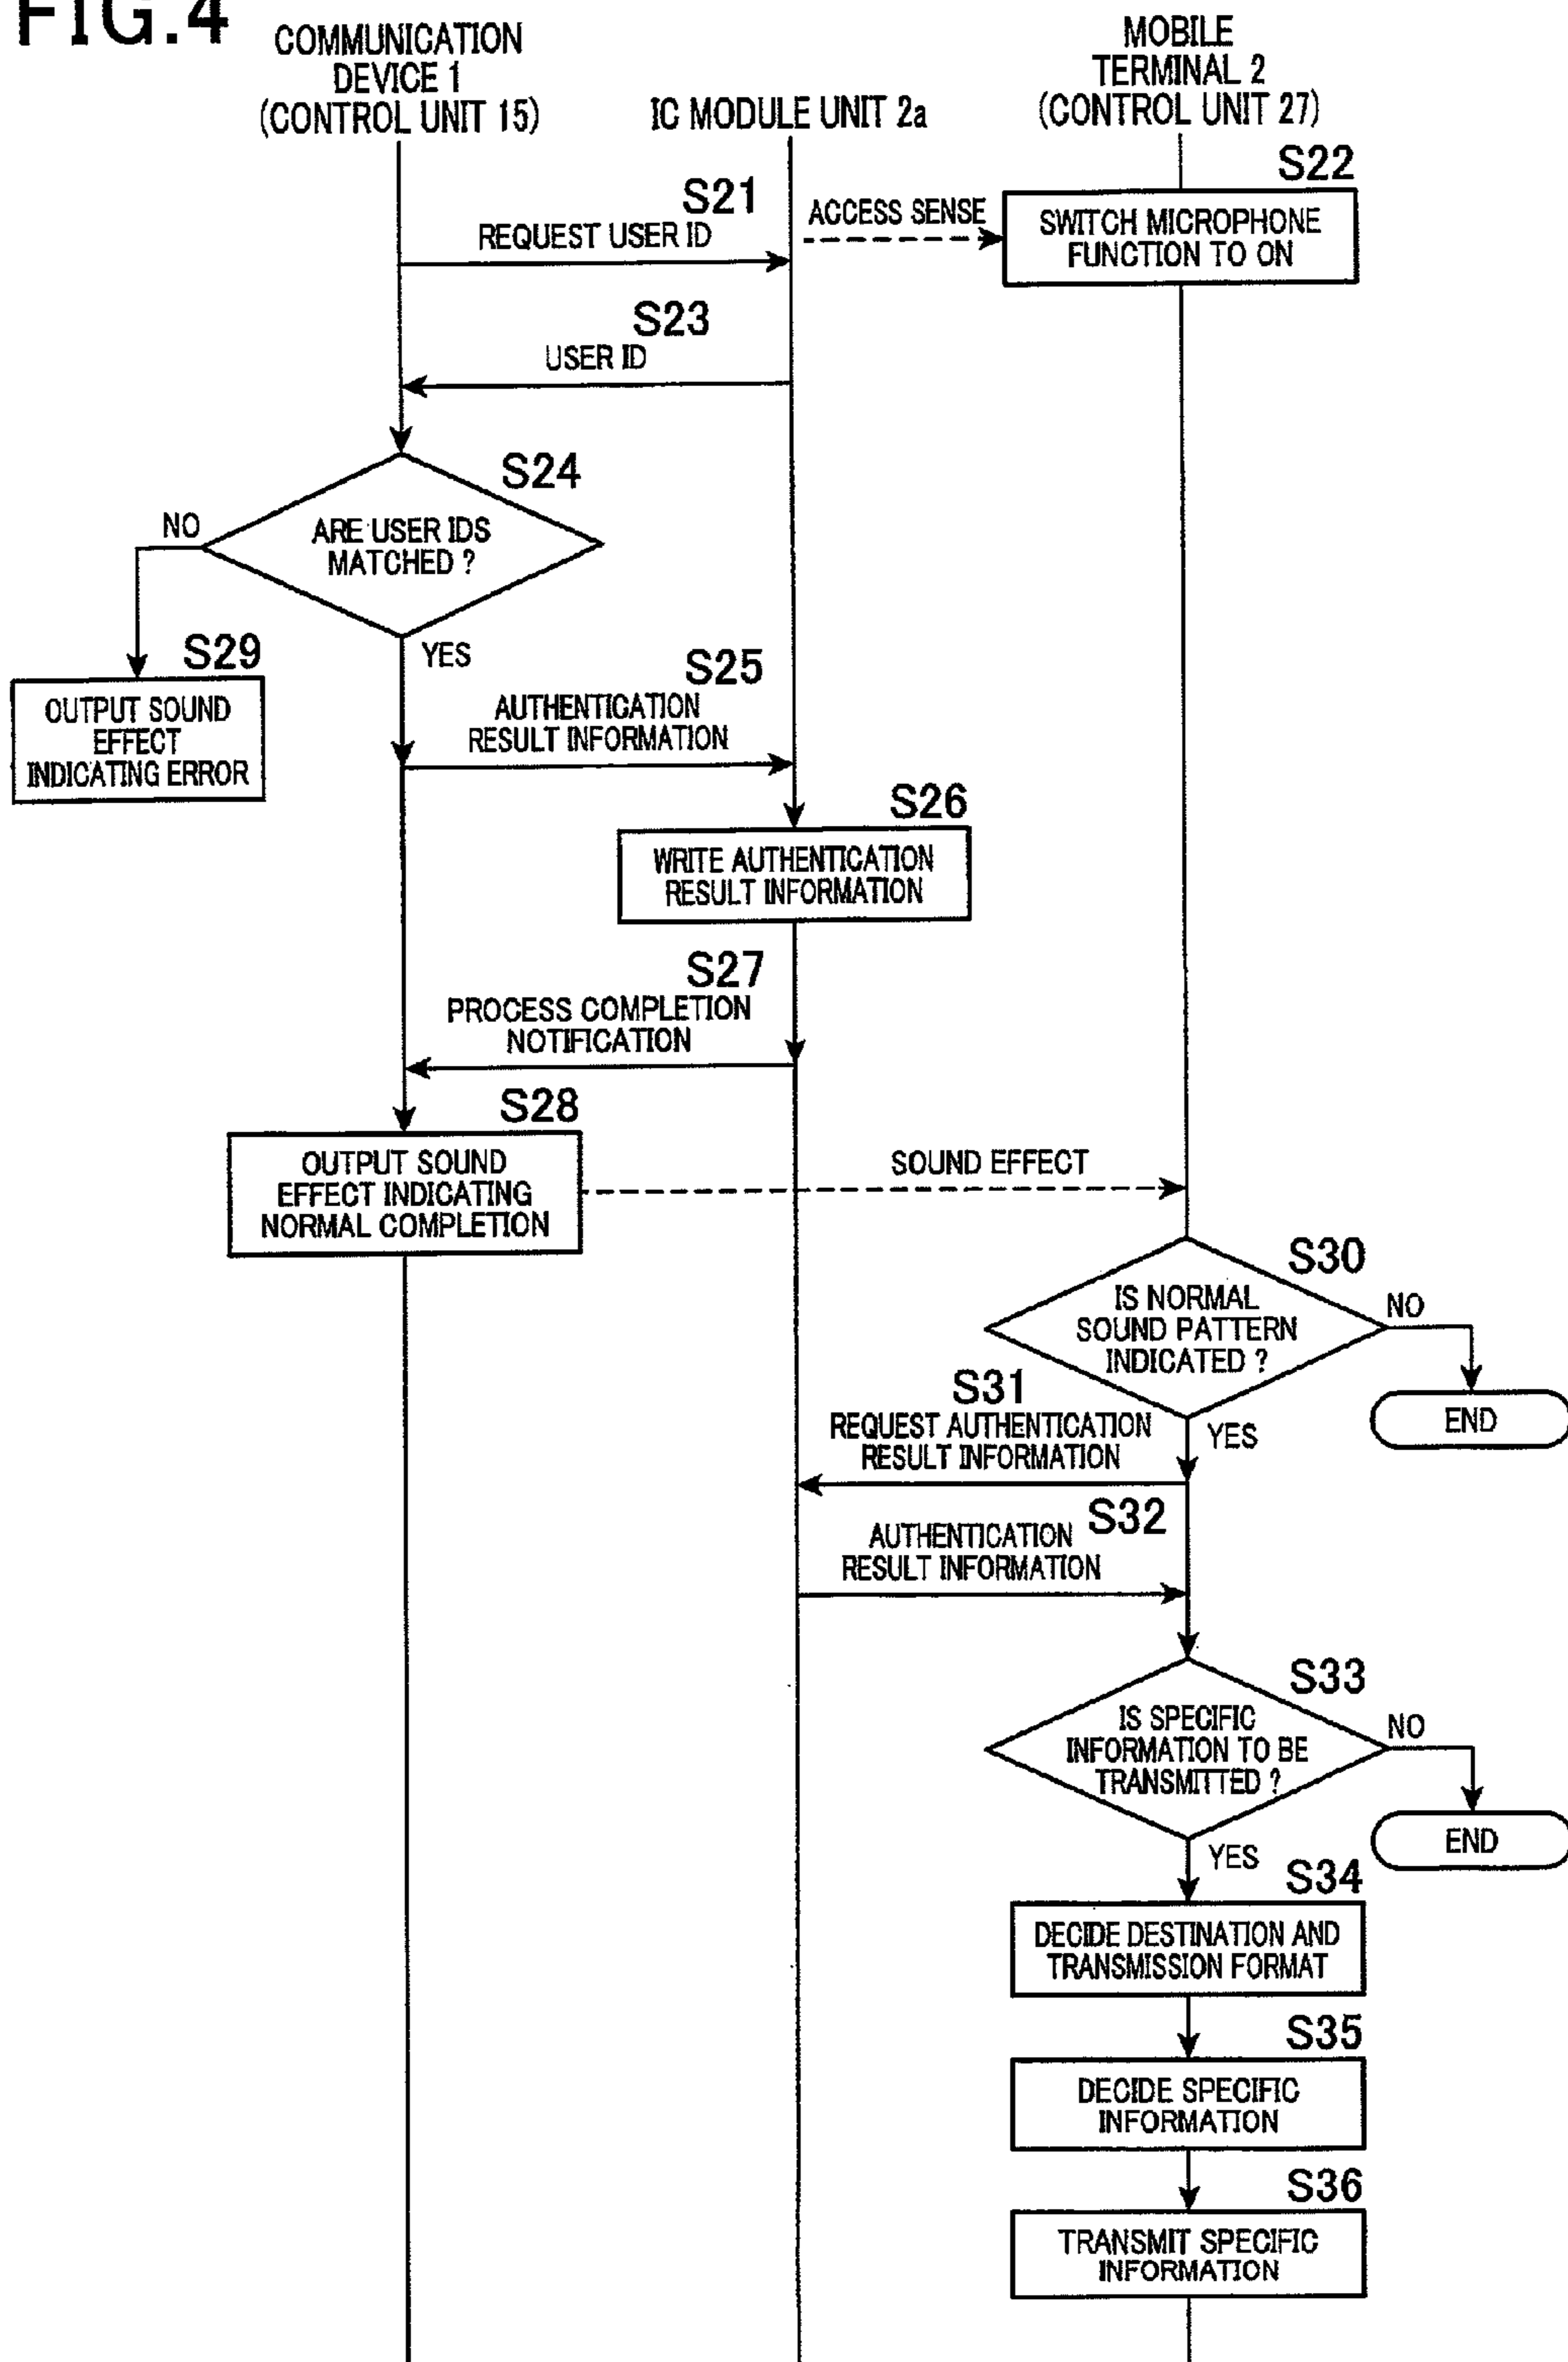 FIG.4
COMMUNICATION
DEVICE 1
(CONTROL UNIT 15)
IC MODULE UNIT 2a
MOBILE
TERMINAL 2
(CONTROL UNIT 27)
S21
REQUEST USER ID
ACCESS SENSE
S22
SWITCH MICROPHONE
FUNCTION TO ON
S23
USER ID
S24
ARE USER IDS
MATCHED ?
NO
YES
S29
OUTPUT SOUND
EFFECT
INDICATING ERROR
S25
AUTHENTICATION
RESULT INFORMATION
S26
WRITE AUTHENTICATION
RESULT INFORMATION
S27
PROCESS COMPLETION
NOTIFICATION
S28
OUTPUT SOUND
EFFECT INDICATING
NORMAL COMPLETION
SOUND EFFECT
S30
IS NORMAL
SOUND PATTERN
INDICATED ?
NO
END
YES
S31
REQUEST AUTHENTICATION
RESULT INFORMATION
S32
AUTHENTICATION
RESULT INFORMATION
S33
IS SPECIFIC
INFORMATION TO BE
TRANSMITTED ?
NO
END
YES
S34
DECIDE DESTINATION AND
TRANSMISSION FORMAT
S35
DECIDE SPECIFIC
INFORMATION
S36
TRANSMIT SPECIFIC
INFORMATION